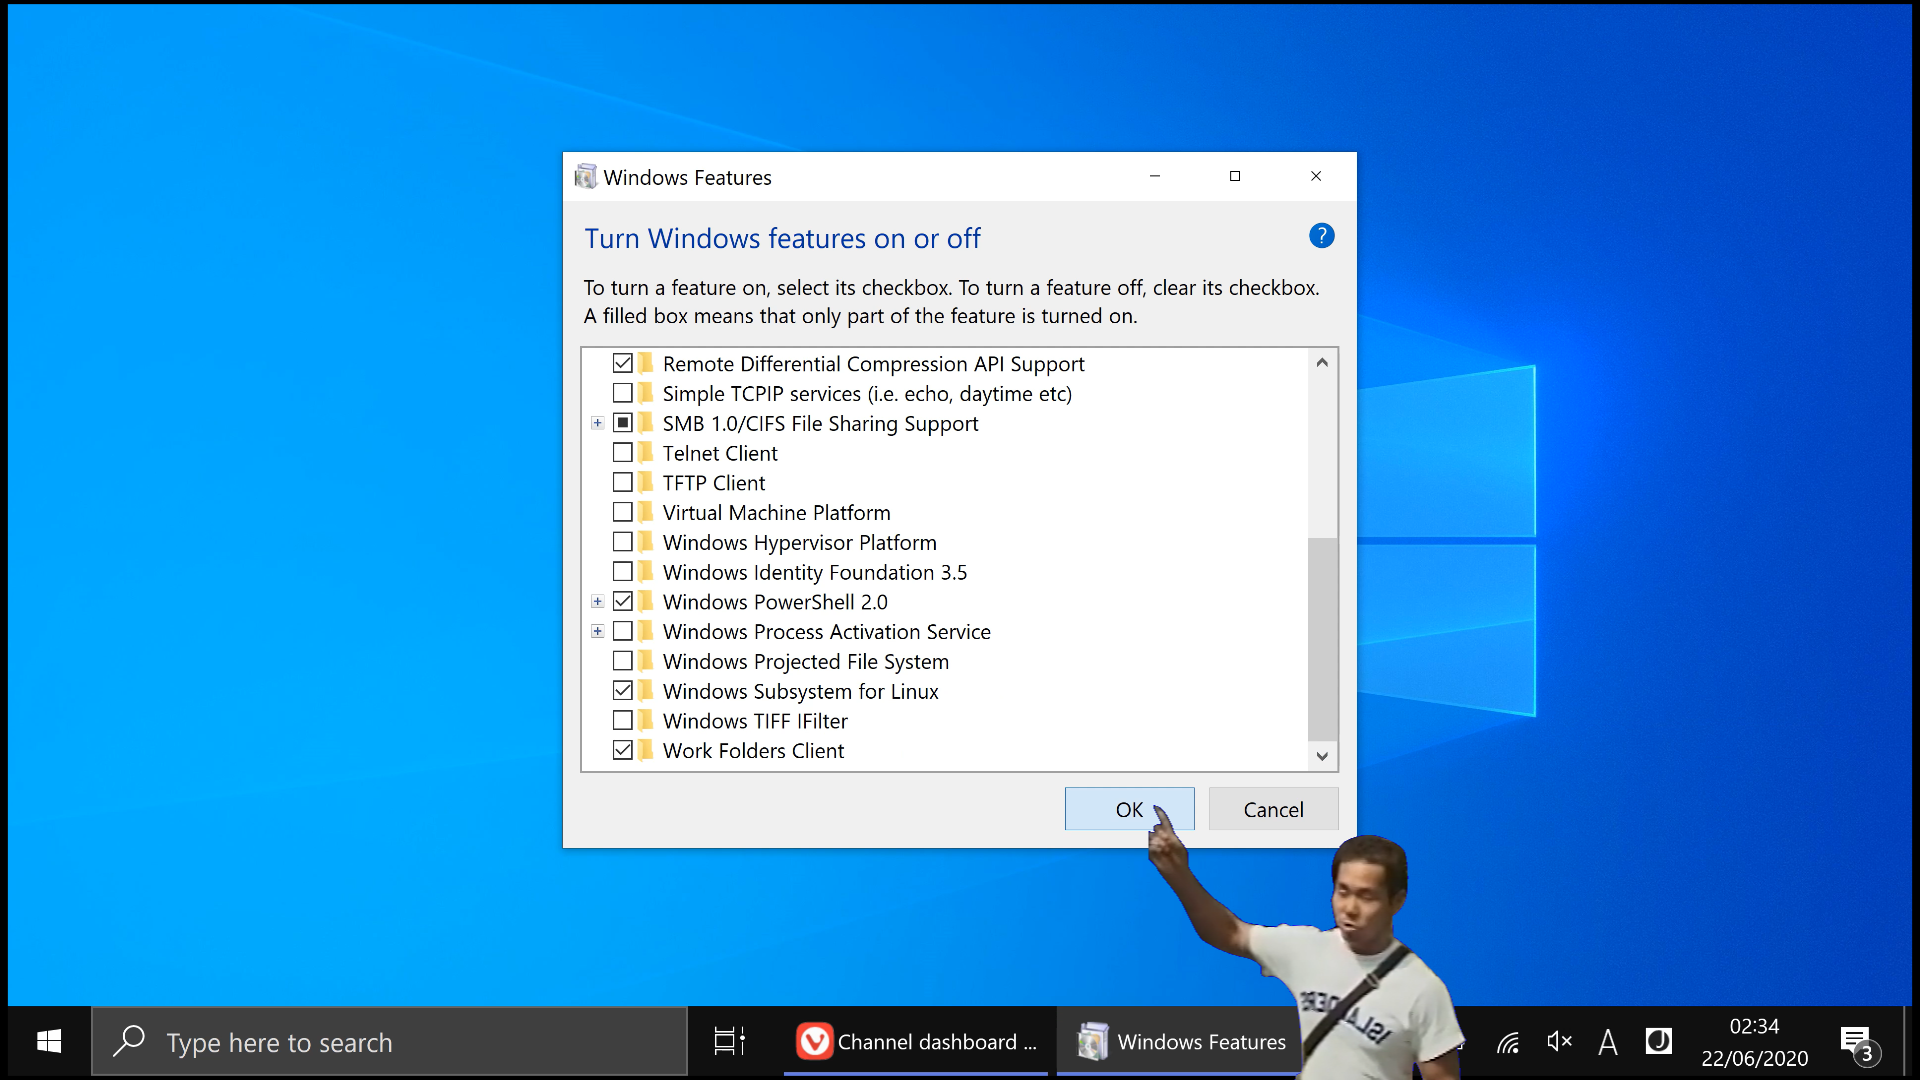 Windows Features
Turn Windows features on or off
?
To turn a feature on, select its checkbox. To turn a feature off, clear its checkbox.
A filled box means that only part of the feature is turned on.
Remote Differential Compression API Support
Simple TCPIP services (i.e. echo, daytime etc)
SMB 1.0/CIFS File Sharing Support
Telnet Client
TFTP Client
Virtual Machine Platform
Windows Hypervisor Platform
Windows Identity Foundation 3.5
Windows PowerShell 2.0
Windows Process Activation Service
Windows Projected File System
Windows Subsystem for Linux
Windows TIFF IFilter
Work Folders Client
OK
Cancel
Type here to search
Channel dashboard ...
Windows Features
A
J
02:34
22/06/2020
3